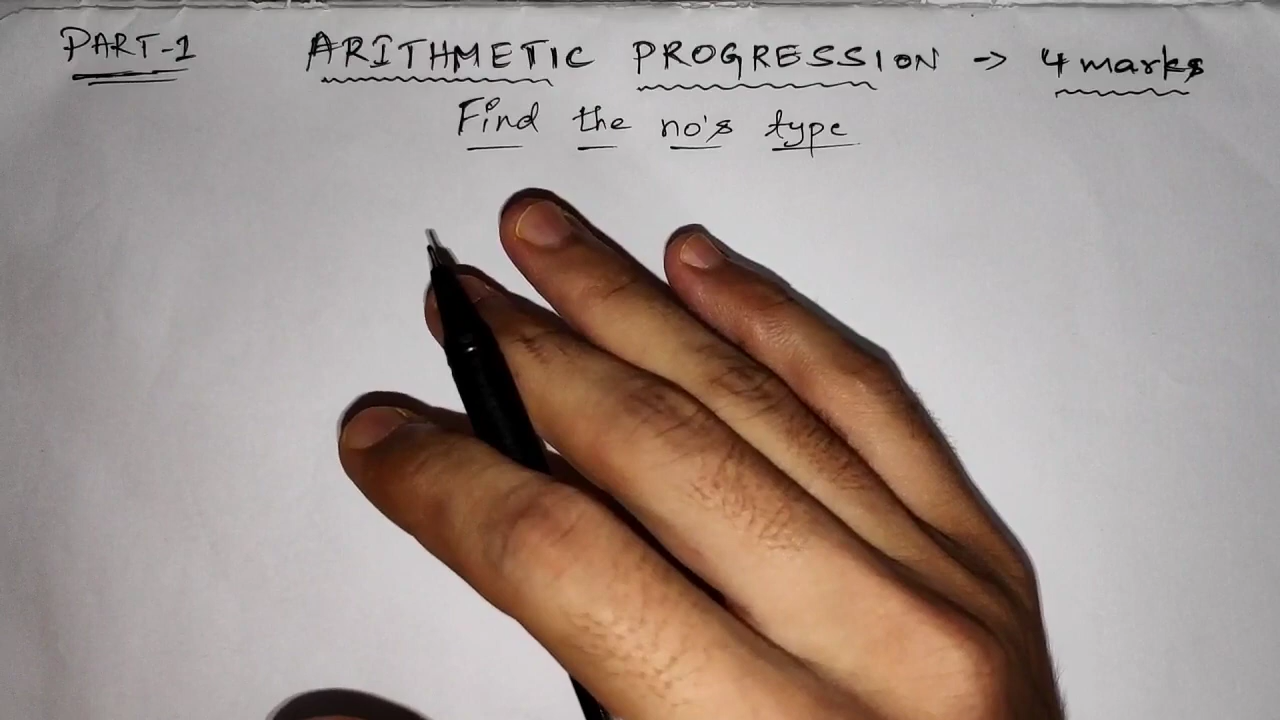 PART-1 ARITHMETIC PROGRESSION -> 4 marks
Find the no's type